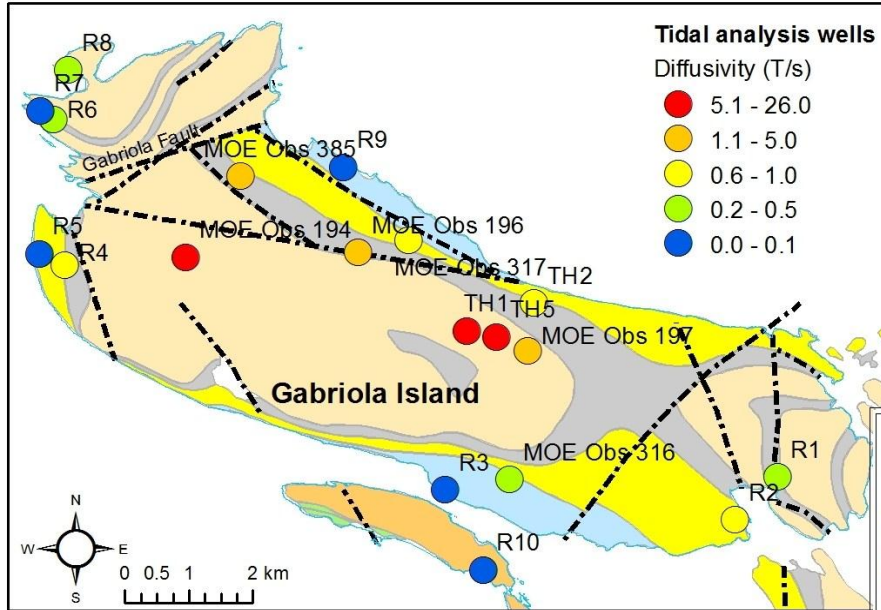 Tidal analysis wells
Diffusivity (T/s)
5.1 - 26.0
1.1 - 5.0
0.6 - 1.0
0.2 - 0.5
0.0 - 0.1
R8
R7
R6
Gabriola Fault
MOE Obs 385
R9
R5
R4
MOE Obs 194
MOE Obs 196
MOE Obs 317
TH2
TH1
TH5
MOE Obs 197
Gabriola Island
R3
MOE Obs 316
R1
R2
R10
N
W
E
S
0 0.5 1 2 km